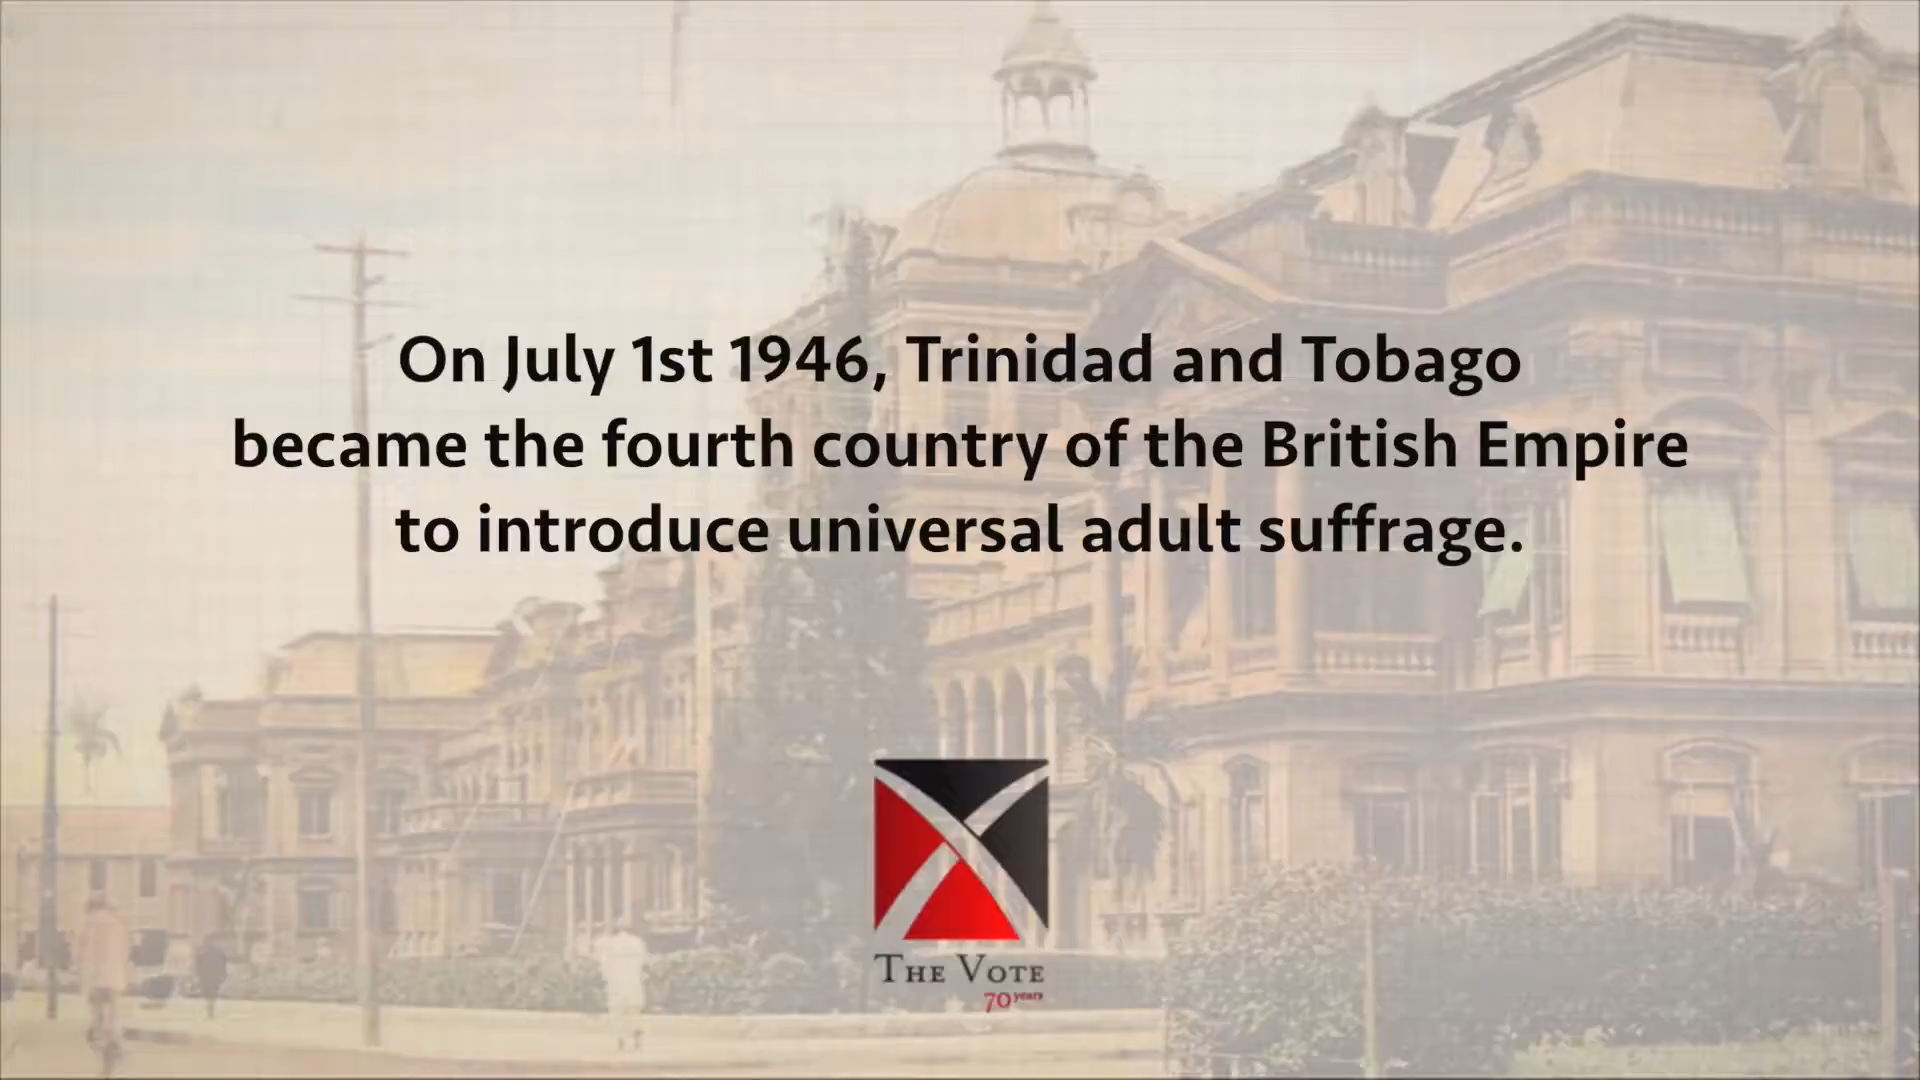 On July 1st 1946, Trinidad and Tobago
became the fourth country of the British Empire
to introduce universal adult suffrage.
THE VOTE
70 years